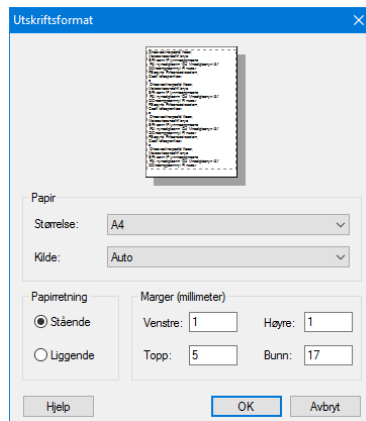 Utskriftsformat
Papir
Størrelse: A4
Kilde: Auto
Papirretning
Stående
Liggende
Marger (millimeter)
Venstre: 1 Høyre: 1
Topp: 5 Bunn: 17
Hjelp OK Avbryt